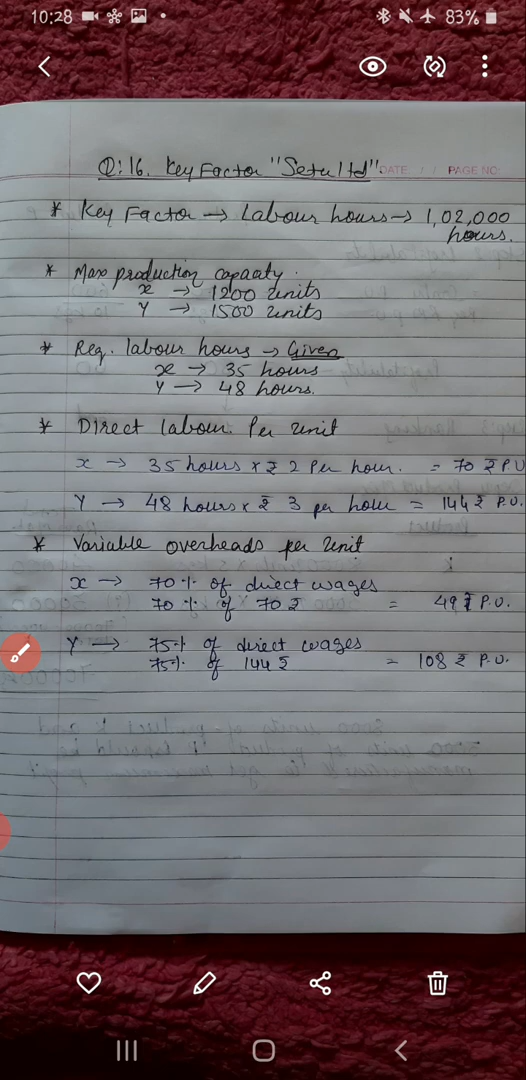 10:28
83%
Q:16. Key Factor "Setu ltd".
DATE / / PAGE NO:
* Key Factor → Labour hours → 1,02,000
hours.
* Max production capacity.
x → 1200 units
Y → 1500 units
* Req. labour hours → Given
x → 35 hours
Y → 48 hours.
* Direct labour Per Unit
x → 35 hours x ₹ 2 Per hour. = 70 ₹ P.U
Y → 48 hours x ₹ 3 per hour = 144 ₹ P.U.
* Variable overheads per Unit
x → 70% of direct wages
70% of 70 ₹ = 49 ₹ P.U.
Y → 75% of direct wages
75% of 144 ₹ = 108 ₹ P.U.